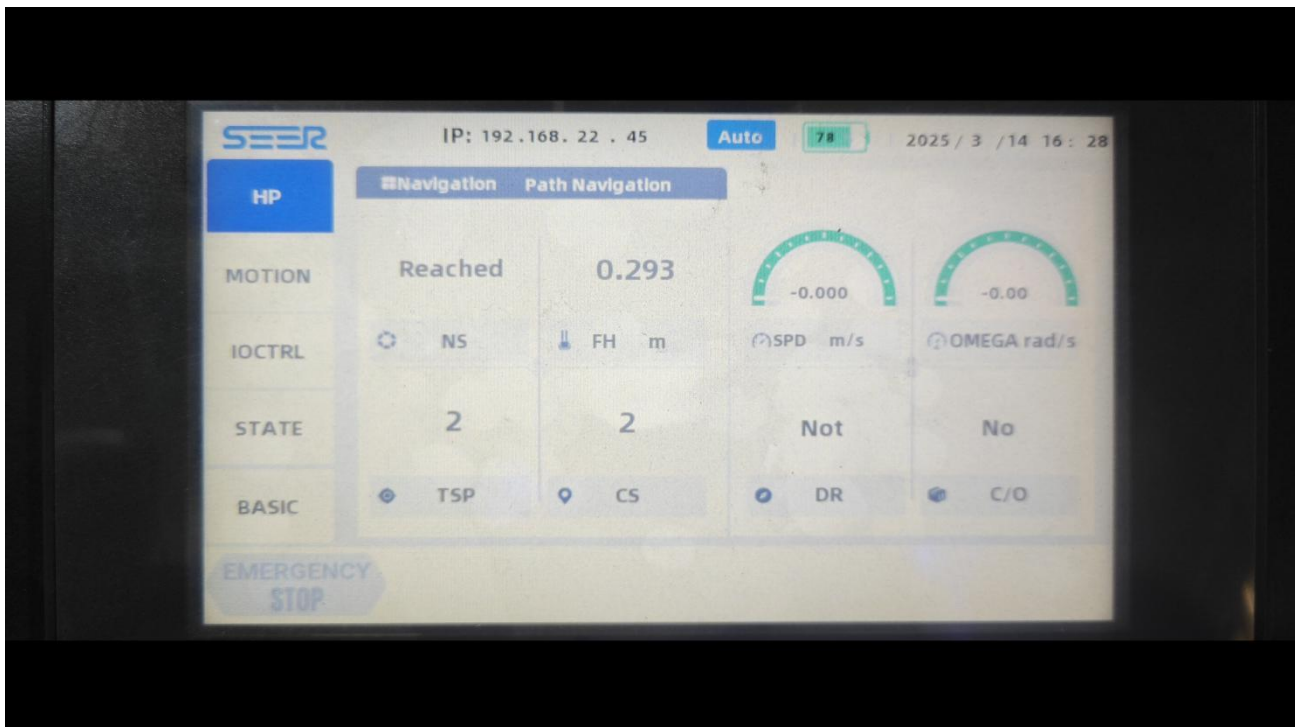 SEER
IP: 192.168.22.45
Auto
78
2025/3/14 16:28
HP
MOTION
IOCTRL
STATE
BASIC
EMERGENCY
STOP
Navigation Path Navigation
Reached
0.293
-0.000
-0.00
NS
FH m
SPD m/s
OMEGA rad/s
2
2
Not
No
TSP
CS
DR
C/O